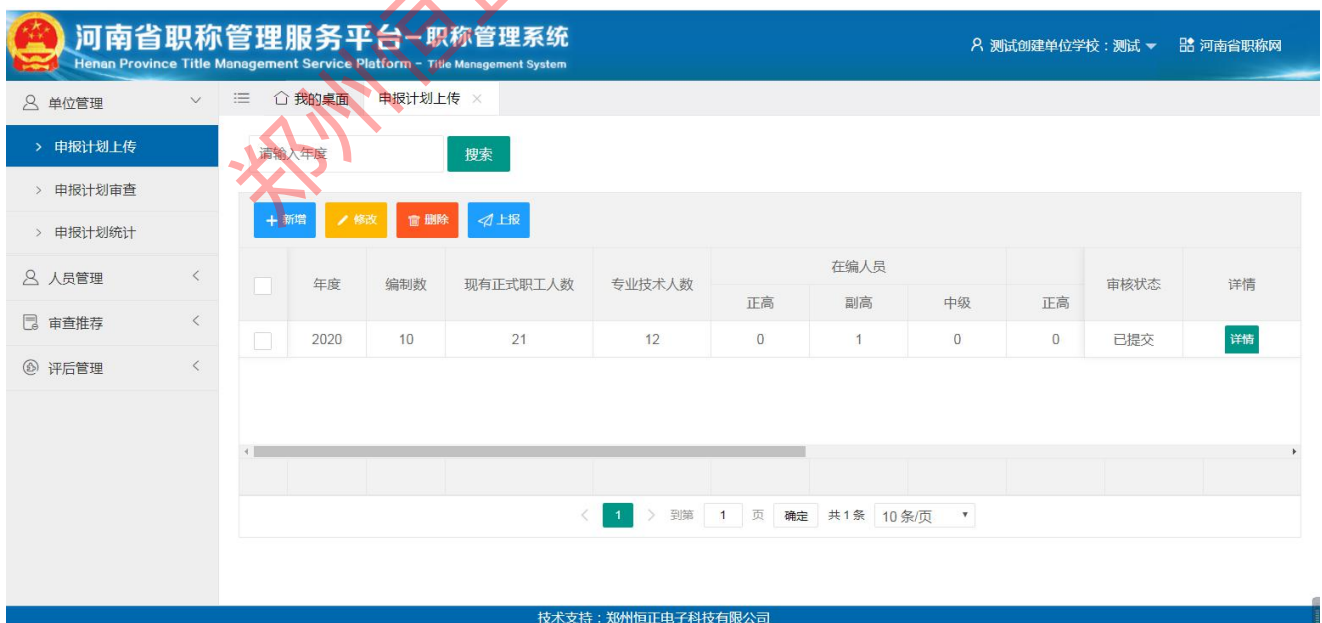 河南省职称管理服务平台-职称管理系统
Henan Province Title Management Service Platform - Title Management System
测试创建单位学校：测试
河南省职称网
单位管理
我的桌面
申报计划上传
申报计划上传
申报计划审查
申报计划统计
人员管理
审查推荐
评后管理
请输入年度
搜索
新增
修改
删除
上报
年度
编制数
现有正式职工人数
专业技术人数
在编人员
审核状态
详情
正高
副高
中级
正高
2020
10
21
12
0
1
0
0
已提交
详情
1
到第
1
页
确定
共 1 条
10 条/页
技术支持：郑州恒正电子科技有限公司
郑州恒正